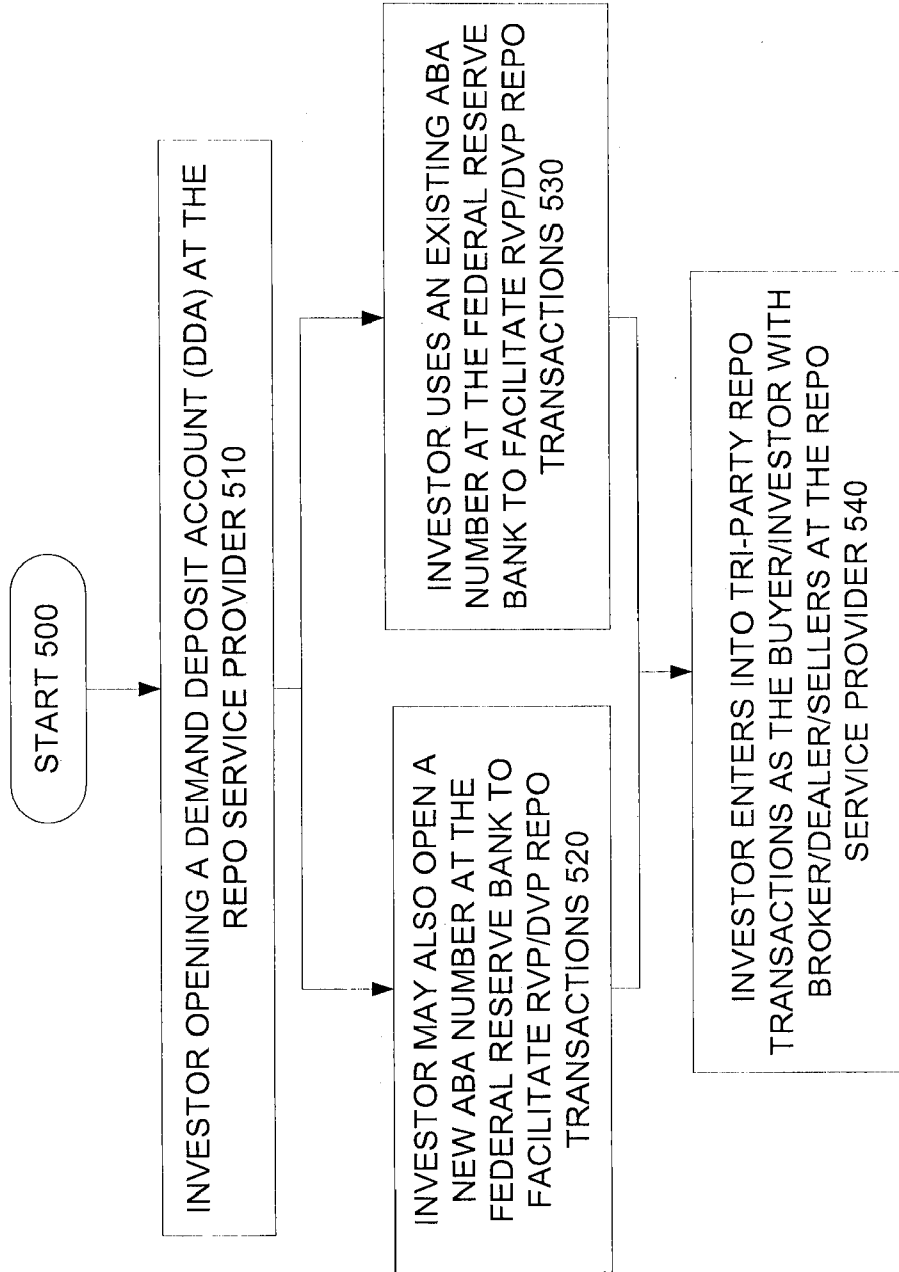 START 500
INVESTOR OPENING A DEMAND DEPOSIT ACCOUNT (DDA) AT THE
REPO SERVICE PROVIDER 510
INVESTOR MAY ALSO OPEN A
NEW ABA NUMBER AT THE
FEDERAL RESERVE BANK TO
FACILITATE RVP/DVP REPO
TRANSACTIONS 520
INVESTOR USES AN EXISTING ABA
NUMBER AT THE FEDERAL RESERVE
BANK TO FACILITATE RVP/DVP REPO
TRANSACTIONS 530
INVESTOR ENTERS INTO TRI-PARTY REPO
TRANSACTIONS AS THE BUYER/INVESTOR WITH
BROKER/DEALER/SELLERS AT THE REPO
SERVICE PROVIDER 540